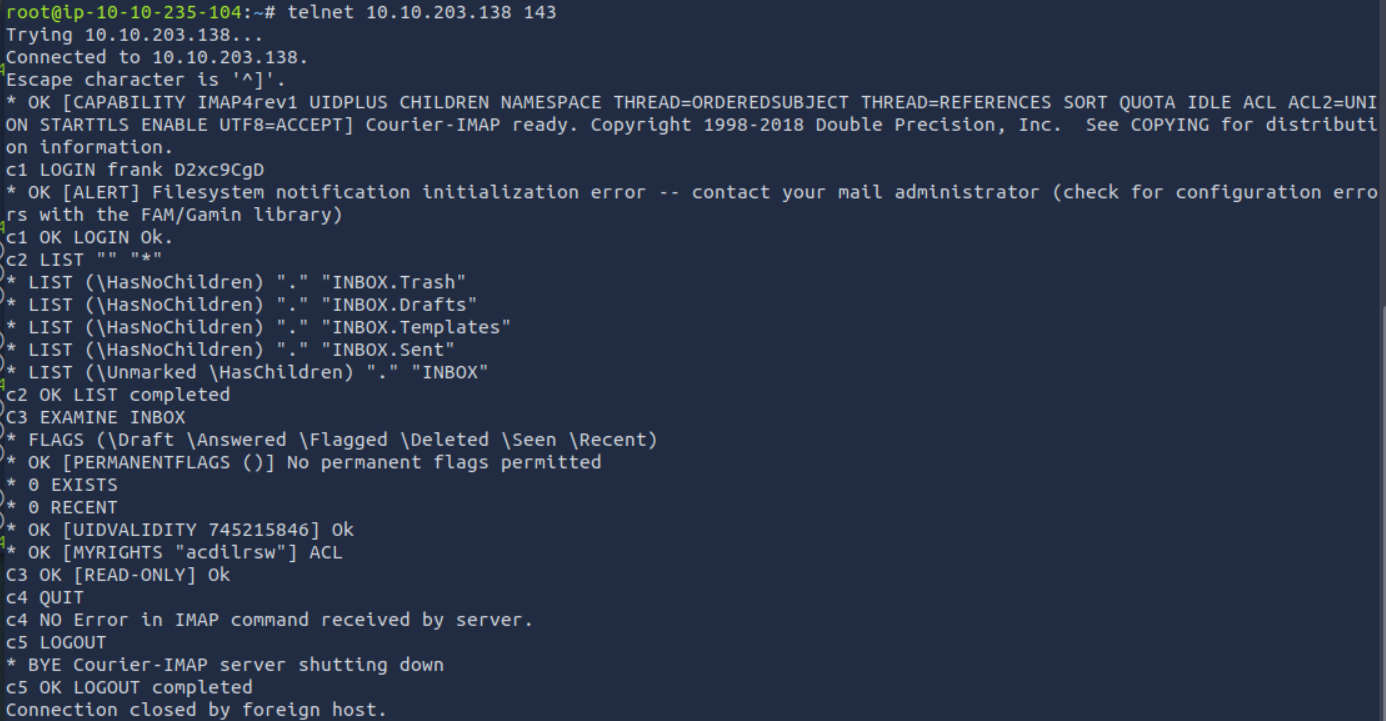 root@ip-10-10-235-104:~# telnet 10.10.203.138 143
Trying 10.10.203.138...
Connected to 10.10.203.138.
Escape character is '^]'.
* OK [CAPABILITY IMAP4rev1 UIDPLUS CHILDREN NAMESPACE THREAD=ORDEREDSUBJECT THREAD=REFERENCES SORT QUOTA IDLE ACL ACL2=UNI
ON STARTTLS ENABLE UTF8=ACCEPT] Courier-IMAP ready. Copyright 1998-2018 Double Precision, Inc.  See COPYING for distributi
on information.
c1 LOGIN frank D2xc9CgD
* OK [ALERT] Filesystem notification initialization error -- contact your mail administrator (check for configuration erro
rs with the FAM/Gamin library)
c1 OK LOGIN Ok.
c2 LIST "" "*"
* LIST (\HasNoChildren) "." "INBOX.Trash"
* LIST (\HasNoChildren) "." "INBOX.Drafts"
* LIST (\HasNoChildren) "." "INBOX.Templates"
* LIST (\HasNoChildren) "." "INBOX.Sent"
* LIST (\Unmarked \HasChildren) "." "INBOX"
c2 OK LIST completed
C3 EXAMINE INBOX
* FLAGS (\Draft \Answered \Flagged \Deleted \Seen \Recent)
* OK [PERMANENTFLAGS ()] No permanent flags permitted
* 0 EXISTS
* 0 RECENT
* OK [UIDVALIDITY 745215846] Ok
* OK [MYRIGHTS "acdilrsw"] ACL
C3 OK [READ-ONLY] Ok
c4 QUIT
c4 NO Error in IMAP command received by server.
c5 LOGOUT
* BYE Courier-IMAP server shutting down
c5 OK LOGOUT completed
Connection closed by foreign host.